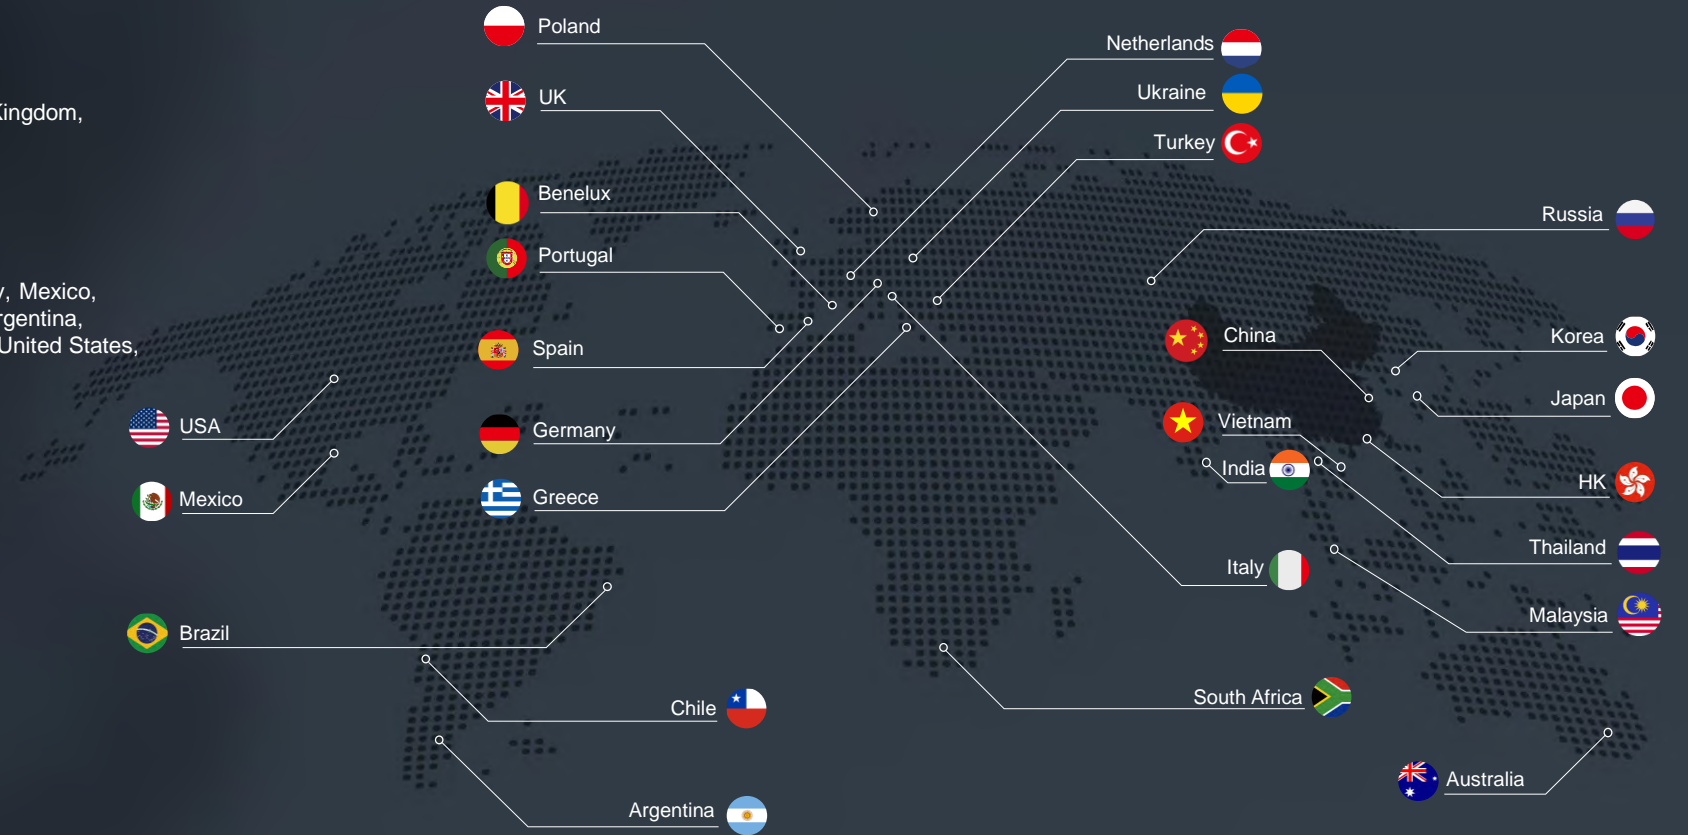 Kingdom,
Mexico,
United States,
Poland
UK
Benelux
Portugal
Spain
Germany
Greece
USA
Mexico
Brazil
Chile
Argentina
Netherlands
Ukraine
Turkey
Russia
China
Korea
Japan
Vietnam
India
HK
Thailand
Italy
Malaysia
South Africa
Australia